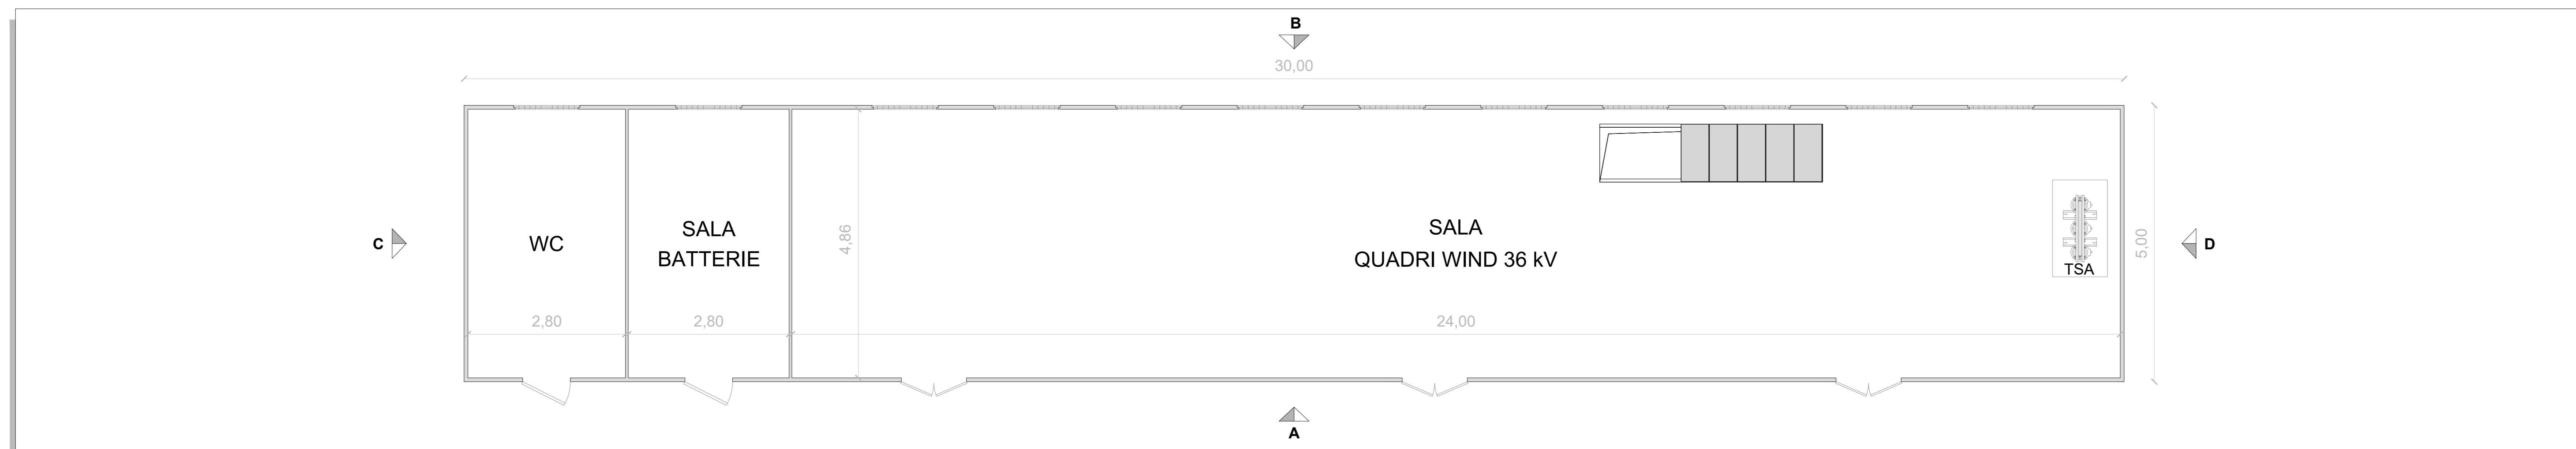 B
30,00
C
WC
SALA
BATTERIE
4,86
SALA
QUADRI WIND 36 kV
TSA
5,00
D
2,80
2,80
24,00
A